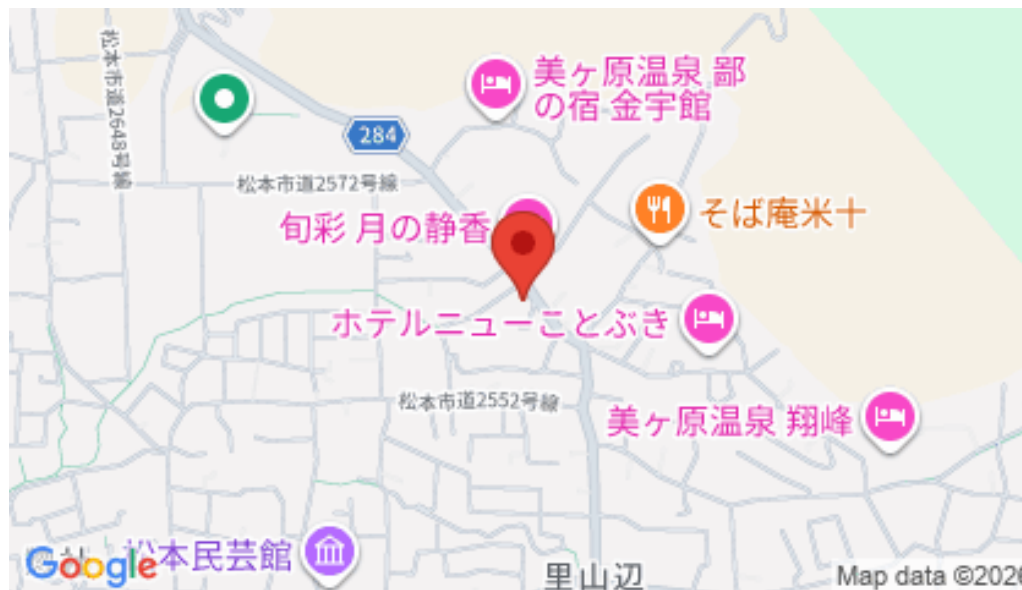 松本市道2648号線
美ヶ原温泉 鄙
の宿 金宇館
284
松本市道2572号線
旬彩 月の静香
そば庵米十
ホテルニューことぶき
松本市道2552号線
美ヶ原温泉 翔峰
松本民芸館
Google
里山辺
Map data ©2026